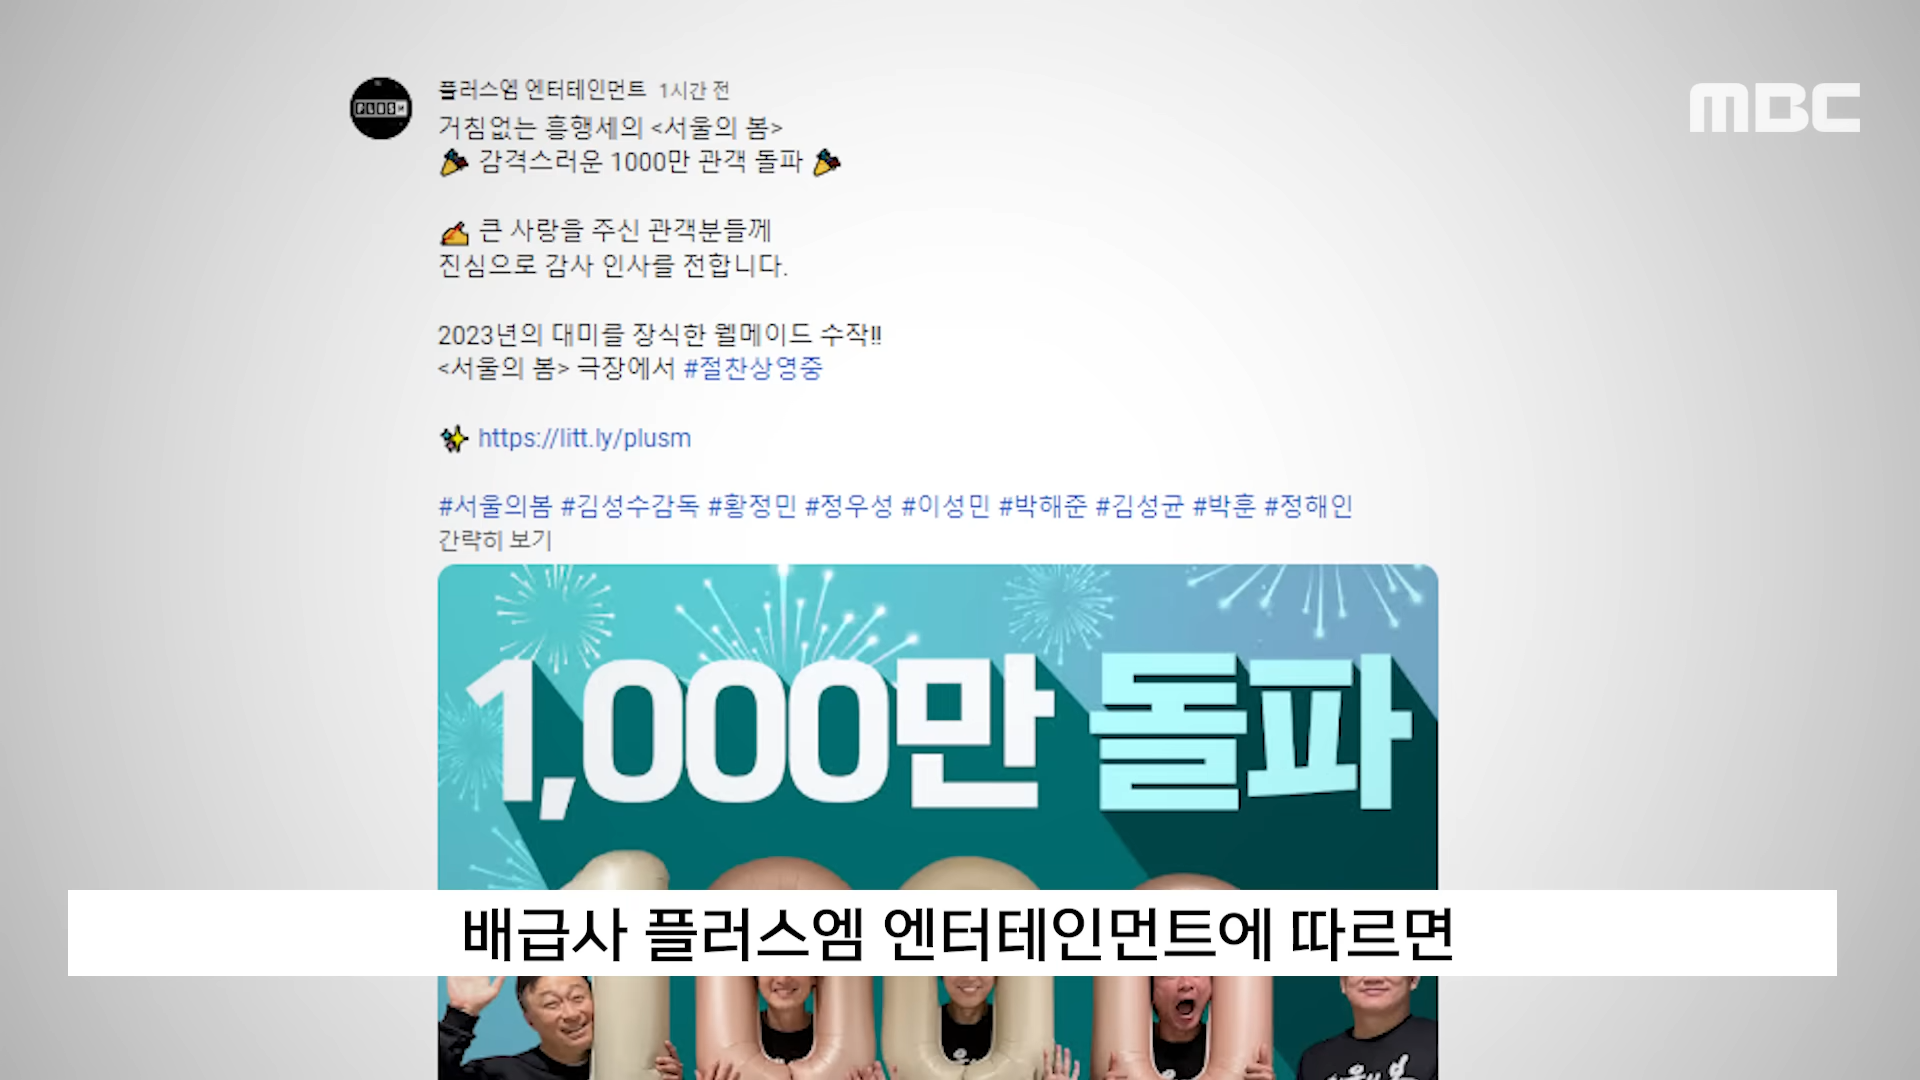 플러스엠 엔터테인먼트 1시간 전
MBC
PLUS M
거침없는 흥행세의 <서울의 봄>
감격스러운 1000만 관객 돌파
큰 사랑을 주신 관객분들께
진심으로 감사 인사를 전합니다.
2023년의 대미를 장식한 웰메이드 수작!!
<서울의 봄> 극장에서 #절찬상영중
https://litt.ly/plusm
#서울의봄 #김성수감독 #황정민 #정우성 #이성민 #박해준 #김성균 #박훈 #정해인
간략히 보기
1,000만 돌파
배급사 플러스엠 엔터테인먼트에 따르면